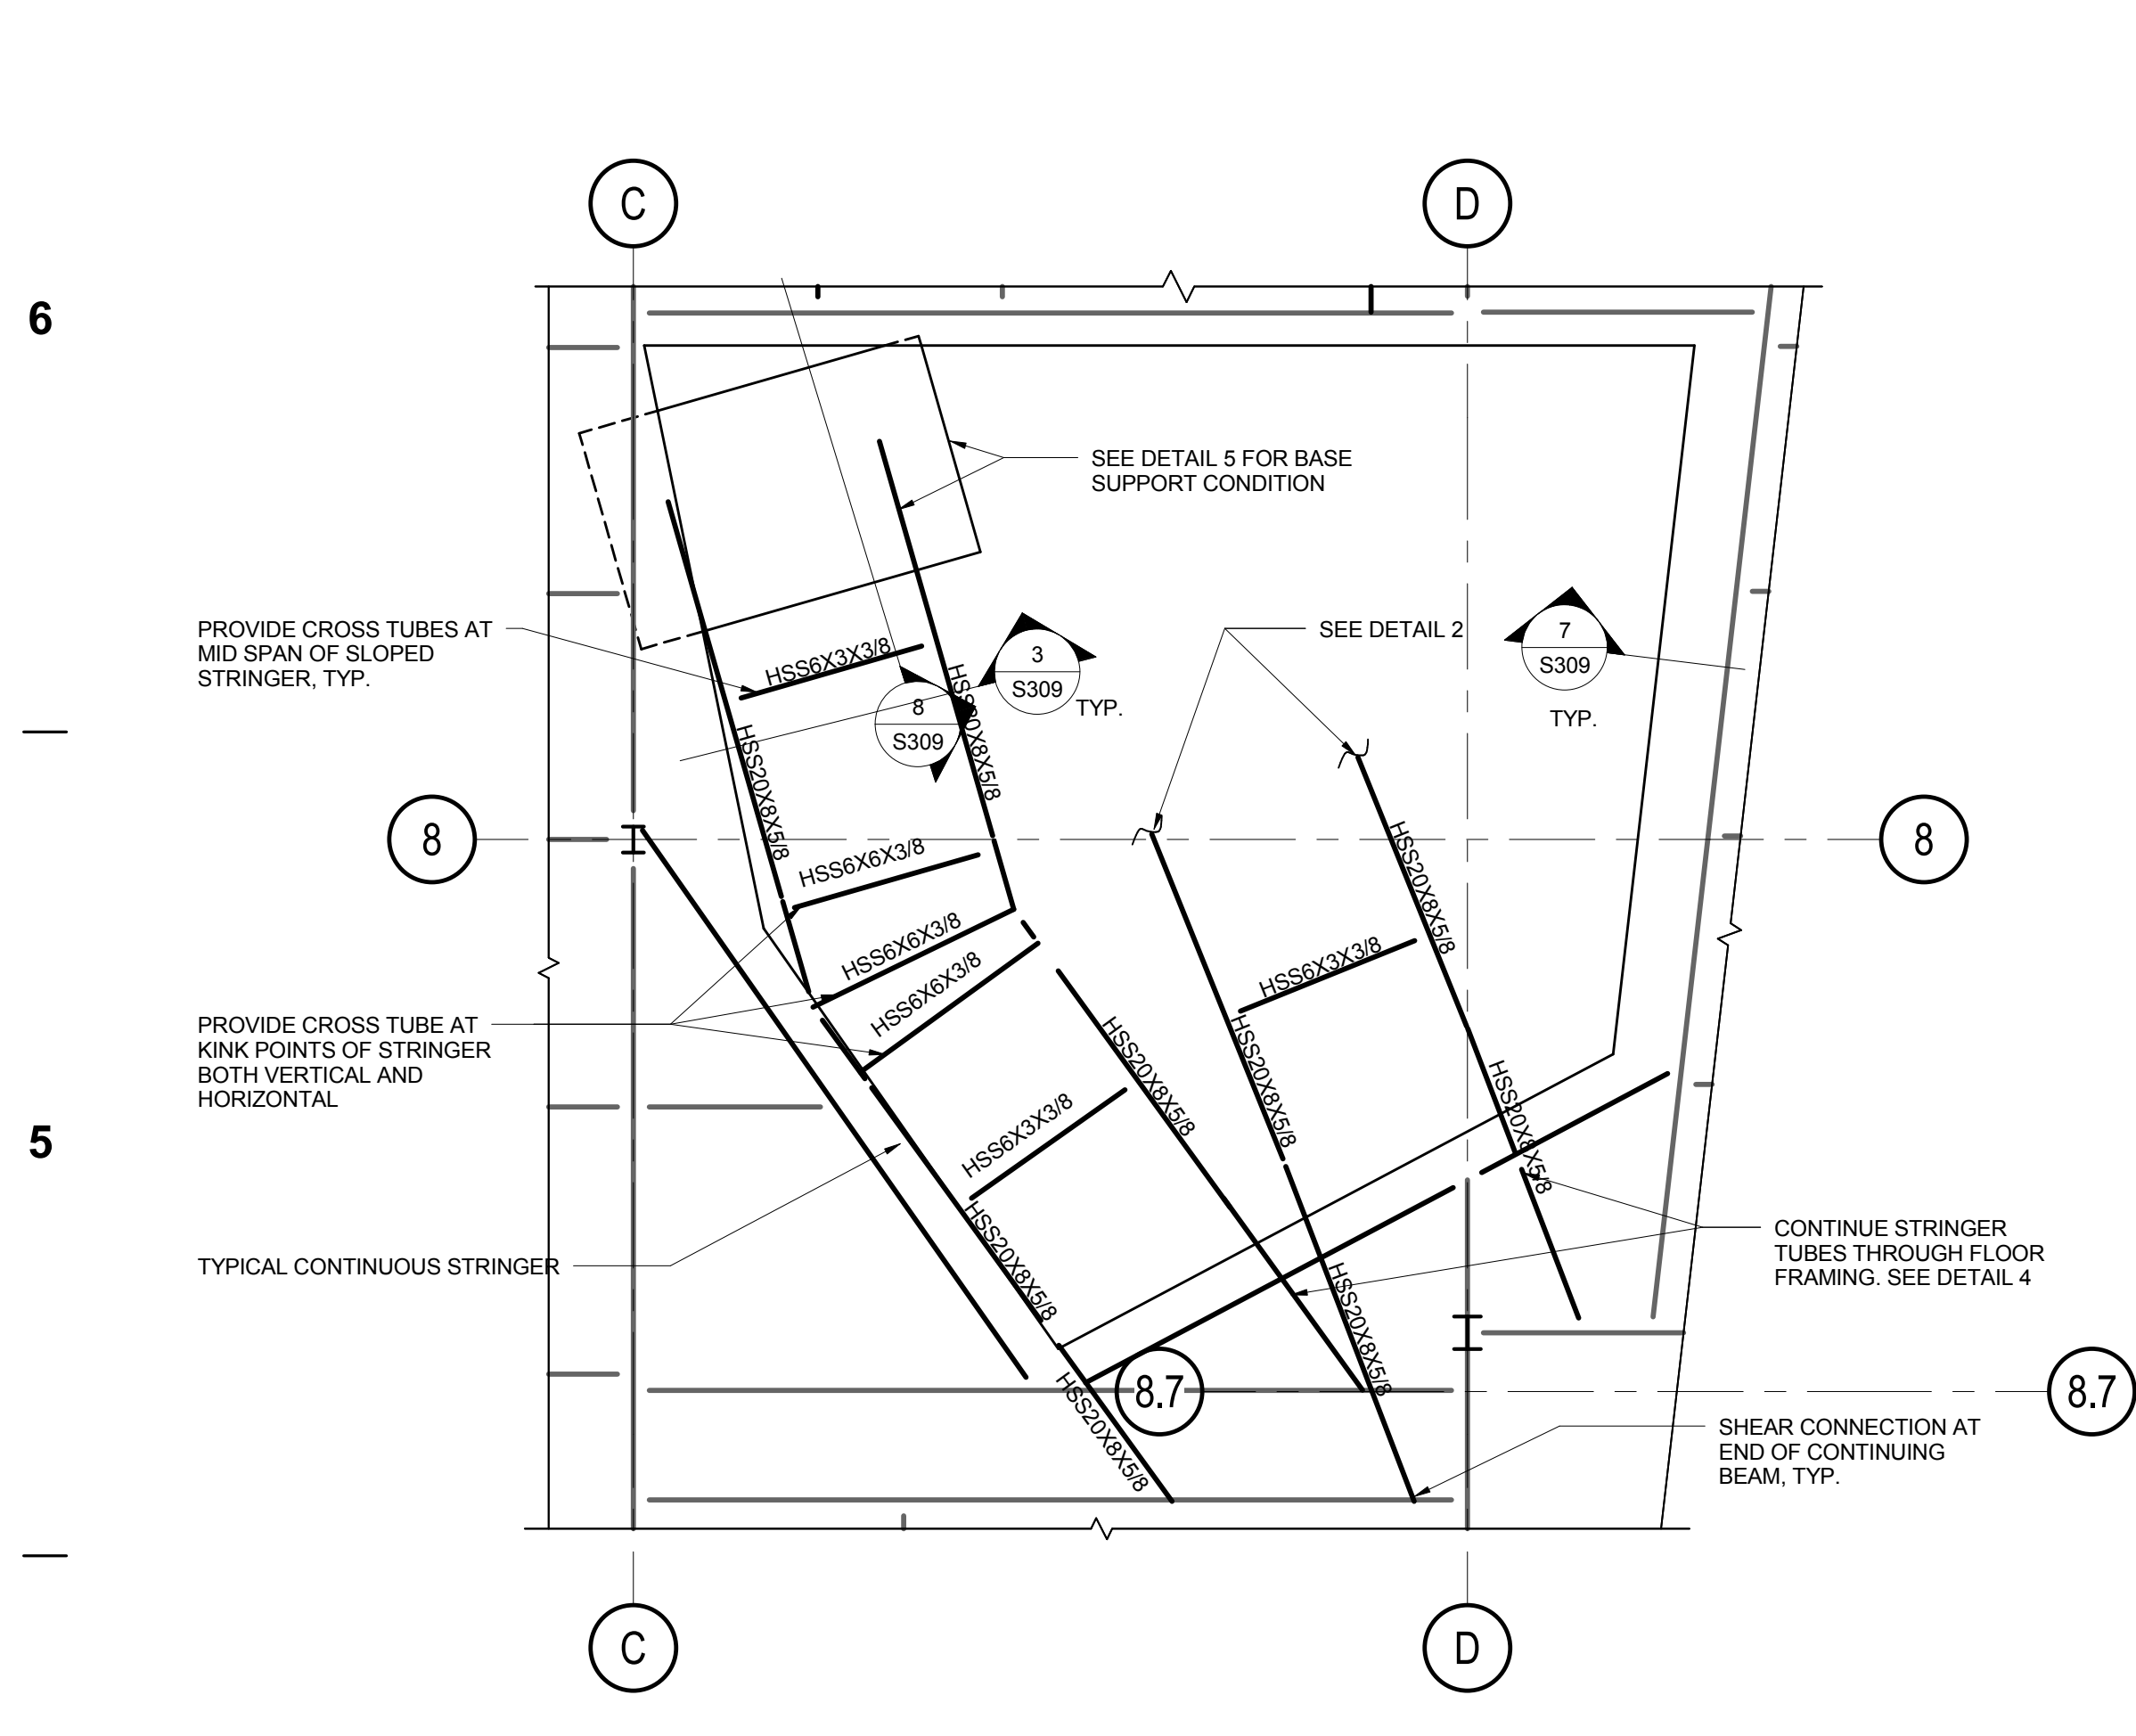 C
D
6
SEE DETAIL 5 FOR BASE
SUPPORT CONDITION
PROVIDE CROSS TUBES AT
MID SPAN OF SLOPED
STRINGER, TYP.
SEE DETAIL 2
HSS6X3X3/8
3
S309
TYP.
7
S309
TYP.
8
S309
HSS20X8X5/8
HSS20X8X5/8
8
8
HSS6X6X3/8
HSS20X8X5/8
HSS6X6X3/8
HSS6X6X3/8
HSS6X3X3/8
PROVIDE CROSS TUBE AT
KINK POINTS OF STRINGER
BOTH VERTICAL AND
HORIZONTAL
HSS20X8X5/8
HSS20X8X5/8
HSS20X8X5/8
5
HSS6X3X3/8
TYPICAL CONTINUOUS STRINGER
HSS20X8X5/8
CONTINUE STRINGER
TUBES THROUGH FLOOR
FRAMING. SEE DETAIL 4
HSS20X8X5/8
8.7
8.7
HSS20X8X5/8
SHEAR CONNECTION AT
END OF CONTINUING
BEAM, TYP.
C
D